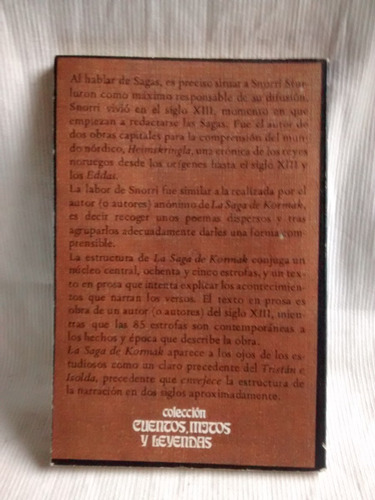 Al hablar de Sagas, es preciso situar a Snorri Stur-
luron como máximo responsable de su difusión.
Snorri vivió en el siglo XIII, momento en que
empiezan a redactarse las Sagas. Fue el autor de
dos obras capitales para la comprensión del mun-
do nórdico, Heimskringla, una crónica de los reyes
noruegos desde los orígenes hasta el siglo XIII y
los Eddas.
La labor de Snorri fue similar a la realizada por el
autor (o autores) anónimo de La Saga de Kormak,
es decir recoger unos poemas dispersos y tras
agruparlos adecuadamente darles una forma com-
prensible.
La estructura de La Saga de Kormak conjuga un
núcleo central, ochenta y cinco estrofas, y un tex-
to en prosa que intenta explicar los acontecimien-
tos que narran los versos. El texto en prosa es
obra de un autor (o autores) del siglo XIII, mien-
tras que las 85 estrofas son contemporáneas a
los hechos y época que describe la obra.
La Saga de Kormak aparece a los ojos de los es-
tudiosos como un claro precedente del Tristán e
Isolda, precedente que envejece la estructura de
la narración en dos siglos aproximadamente.
colección
CUENTOS, MITOS
Y LEYENDAS